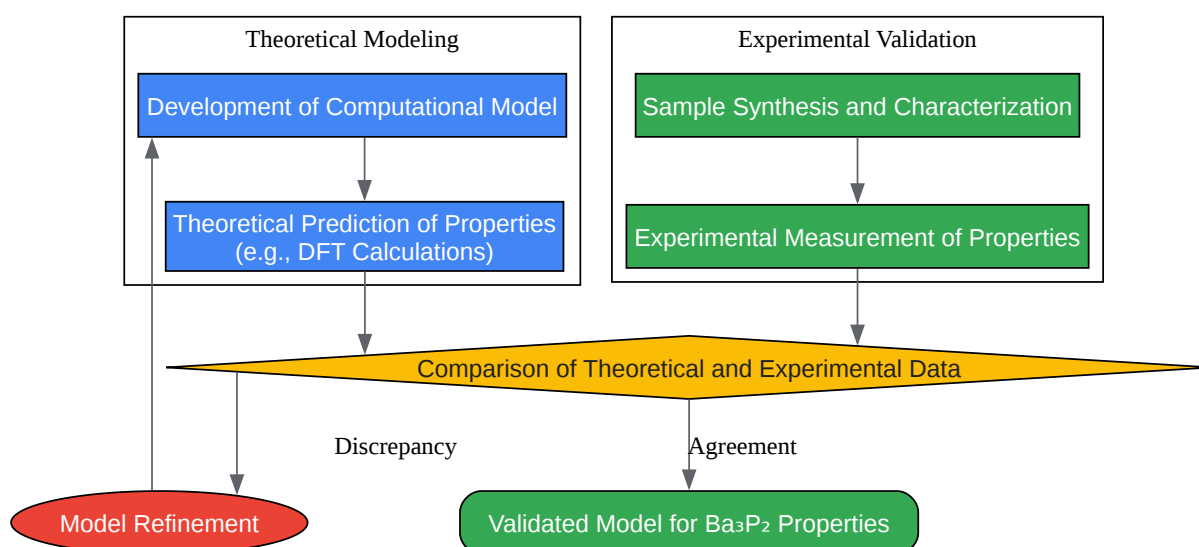 Theoretical Modeling
Development of Computational Model
Theoretical Prediction of Properties
(e.g., DFT Calculations)
Experimental Validation
Sample Synthesis and Characterization
Experimental Measurement of Properties
Comparison of Theoretical and Experimental Data
Discrepancy
Agreement
Model Refinement
Validated Model for Ba₃P₂ Properties